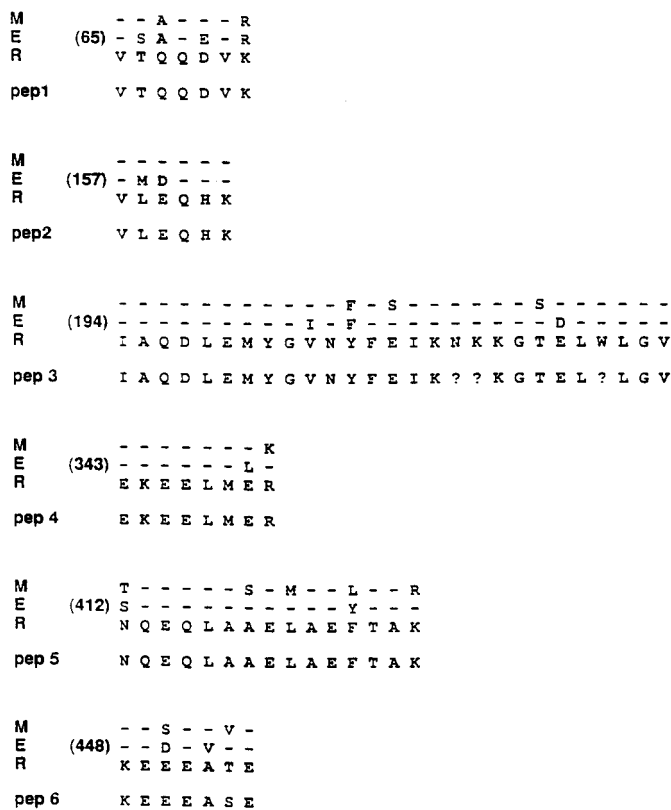 M - - A - - - R
E (65) - S A - E - R
R V T Q Q D V K
pep1 V T Q Q D V K
M - - - - - -
E (157) - M D - - -
R V L E Q H K
pep2 V L E Q H K
M - - - - - - - - - - - F - S - - - - - - S - - - - - -
E (194) - - - - - - - - - I - F - - - - - - - - - D - - - - -
R I A Q D L E M Y G V N Y F E I K N K K G T E L W L G V
pep 3 I A Q D L E M Y G V N Y F E I K ? ? K G T E L ? L G V
M - - - - - - - K
E (343) - - - - - - L -
R E K E E L M E R
pep 4 E K E E L M E R
M T - - - - - S - M - - L - - R
E (412) S - - - - - - - - - - Y - - -
R N Q E Q L A A E L A E F T A K
pep 5 N Q E Q L A A E L A E F T A K
M - - S - - V -
E (448) - - D - V - -
R K E E E A T E
pep 6 K E E E A S E